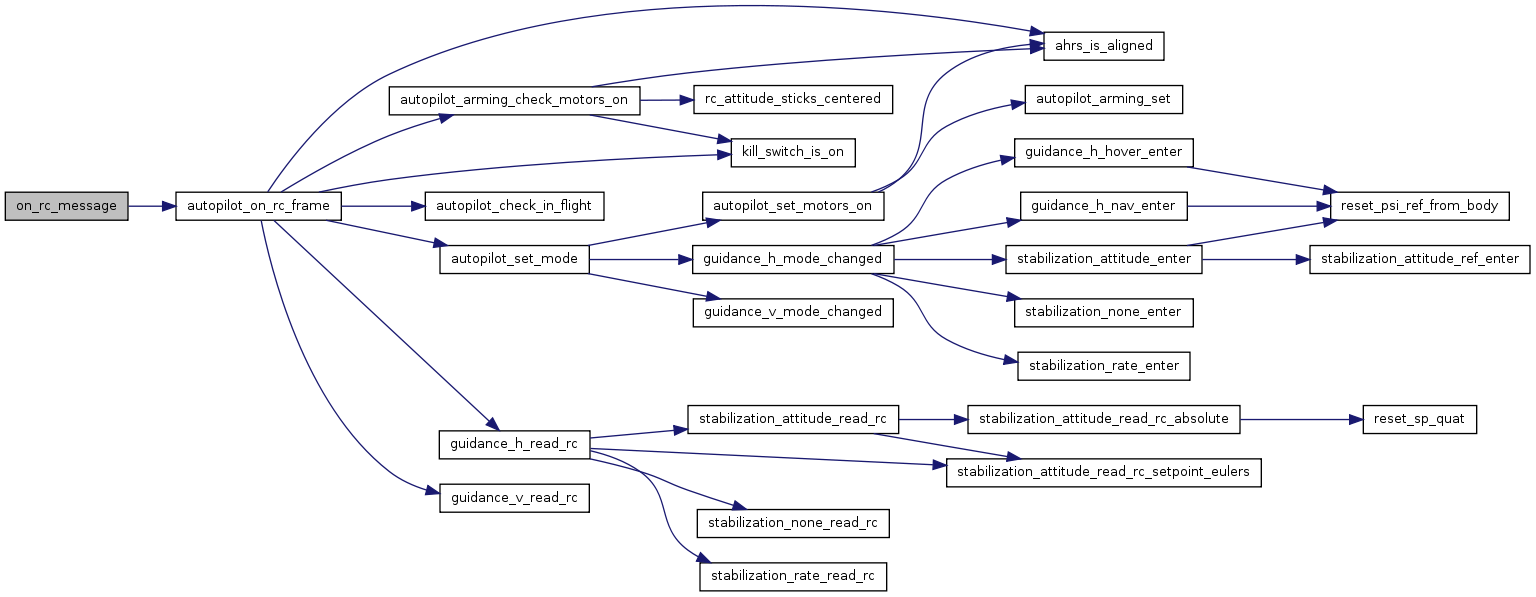 ahrs_is_aligned
autopilot_arming_check_motors_on
rc_attitude_sticks_centered
autopilot_arming_set
kill_switch_is_on
guidance_h_hover_enter
on_rc_message
autopilot_on_rc_frame
autopilot_check_in_flight
autopilot_set_motors_on
guidance_h_nav_enter
reset_psi_ref_from_body
autopilot_set_mode
guidance_h_mode_changed
stabilization_attitude_enter
stabilization_attitude_ref_enter
guidance_v_mode_changed
stabilization_none_enter
stabilization_rate_enter
stabilization_attitude_read_rc
stabilization_attitude_read_rc_absolute
reset_sp_quat
guidance_h_read_rc
stabilization_attitude_read_rc_setpoint_eulers
guidance_v_read_rc
stabilization_none_read_rc
stabilization_rate_read_rc